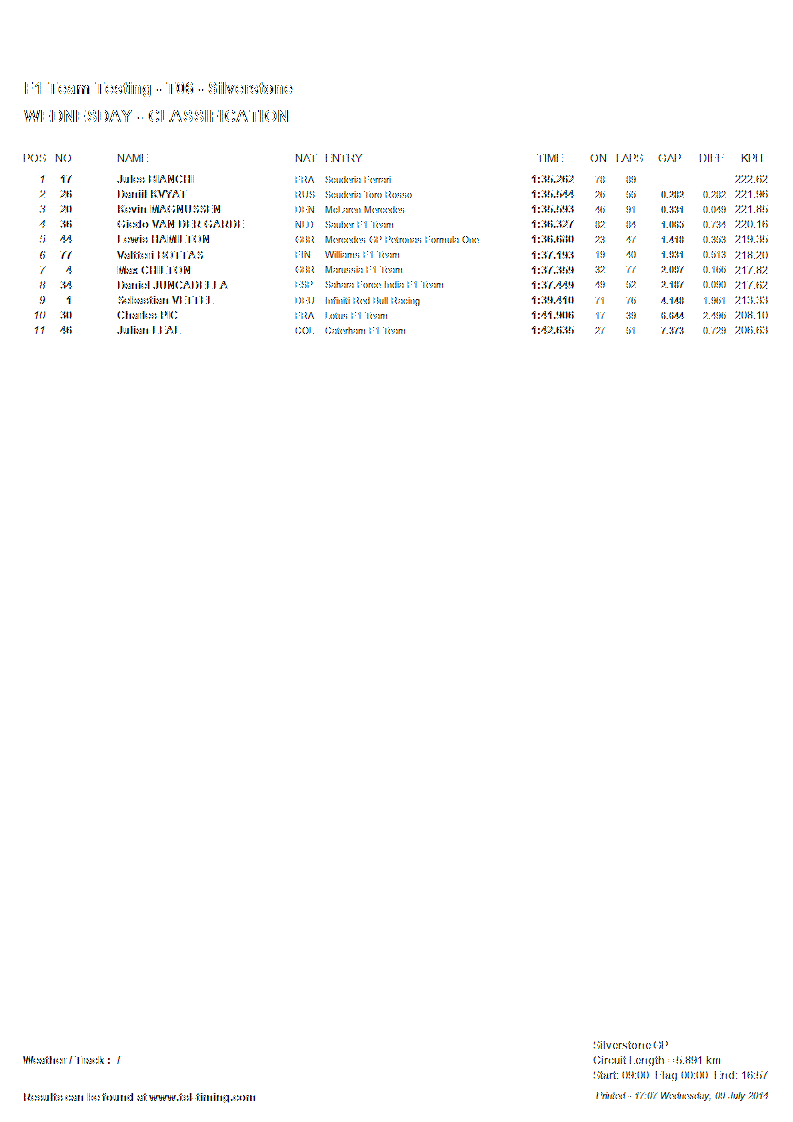 F1 Team Testing - T06 - Silverstone
WEDNESDAY - CLASSIFICATION
POS NO NAME NAT ENTRY TIME ON LAPS GAP DIFF KPH
1 17 Jules BIANCHI FRA Scuderia Ferrari 1:35.262 78 89 222.62
2 26 Daniil KVYAT RUS Scuderia Toro Rosso 1:35.544 26 55 0.282 0.282 221.96
3 20 Kevin MAGNUSSEN DEN McLaren Mercedes 1:35.593 46 91 0.331 0.049 221.85
4 36 Giedo VAN DER GARDE NLD Sauber F1 Team 1:36.327 82 84 1.065 0.734 220.16
5 44 Lewis HAMILTON GBR Mercedes GP Petronas Formula One 1:36.680 23 47 1.418 0.353 219.35
6 77 Valtteri BOTTAS FIN Williams F1 Team 1:37.193 19 40 1.931 0.513 218.20
7 4 Max CHILTON GBR Marussia F1 Team 1:37.359 32 77 2.097 0.166 217.82
8 34 Daniel JUNCADELLA ESP Sahara Force India F1 Team 1:37.449 49 52 2.187 0.090 217.62
9 1 Sebastian VETTEL DEU Infiniti Red Bull Racing 1:39.410 71 76 4.148 1.961 213.33
10 30 Charles PIC FRA Lotus F1 Team 1:41.906 17 39 6.644 2.496 208.10
11 46 Julian LEAL COL Caterham F1 Team 1:42.635 27 51 7.373 0.729 206.63
Silverstone GP
Weather / Track : / Circuit Length = 5.891 km
Start: 09:00 Flag 00:00 End: 16:57
Results can be found at www.tsl-timing.com Printed - 17:07 Wednesday, 09 July 2014